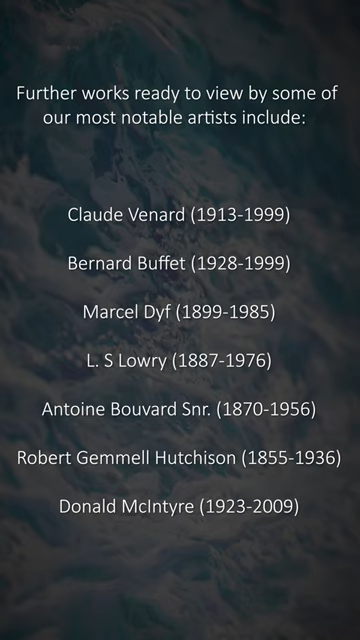 Further works ready to view by some of
our most notable artists include:
Claude Venard (1913-1999)
Bernard Buffet (1928-1999)
Marcel Dyf (1899-1985)
L. S Lowry (1887-1976)
Antoine Bouvard Snr. (1870-1956)
Robert Gemmell Hutchison (1855-1936)
Donald McIntyre (1923-2009)